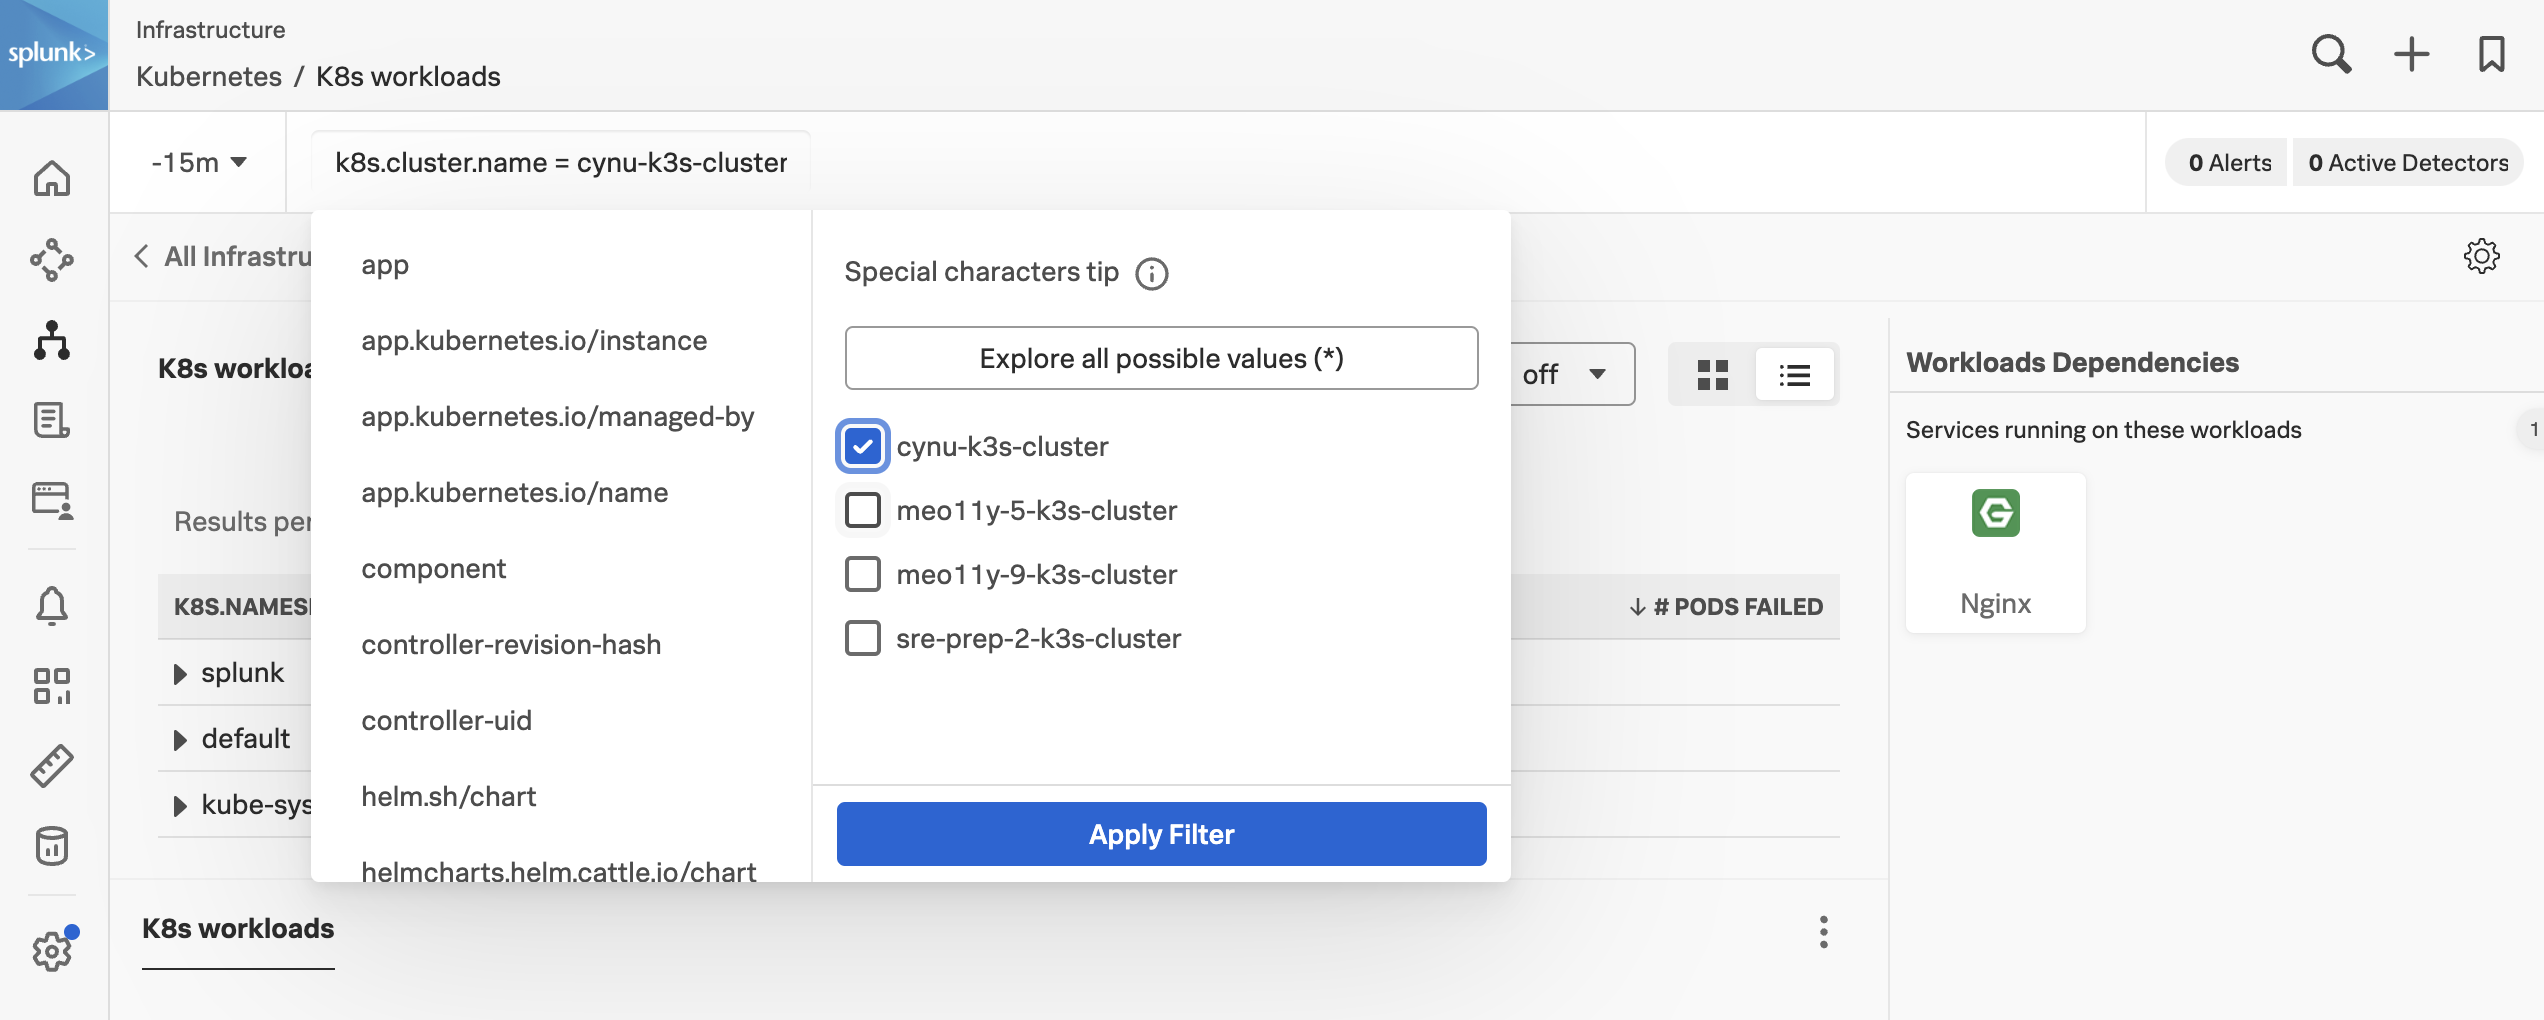 splunk>
Infrastructure
Kubernetes / K8s workloads
-15m
k8s.cluster.name = cynu-k3s-cluster
0 Alerts
0 Active Detectors
All Infrastru
app
app.kubernetes.io/instance
app.kubernetes.io/managed-by
app.kubernetes.io/name
component
controller-revision-hash
controller-uid
helm.sh/chart
helmcharts.helm.cattle.io/chart
Special characters tip
Explore all possible values (*)
cynu-k3s-cluster
meo11y-5-k3s-cluster
meo11y-9-k3s-cluster
sre-prep-2-k3s-cluster
Apply Filter
K8s workloa
off
Results per
K8S.NAMES
# PODS FAILED
splunk
default
kube-sys
K8s workloads
Workloads Dependencies
Services running on these workloads
1
Nginx